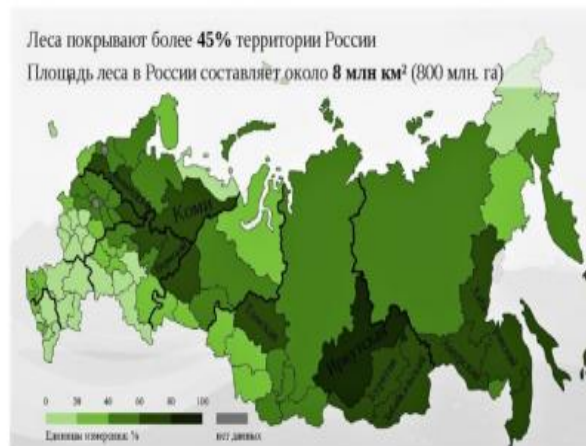 Леса покрывают более 45% территории России
Площадь леса в России составляет около 8 млн км² (800 млн. га)
Коми
Иркутская
0 20 40 60 80 100
Единицы измерения: %
нет данных